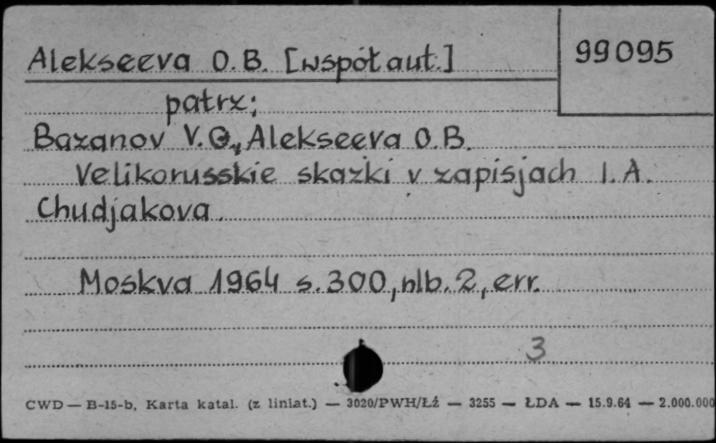 Alekseeva O.B. [współaut.]
99095
patrz:
Bazanov V.G., Alekseeva O.B.
Velikorusskie skazki v zapisjach I.A.
Chudjakova.
Moskva 1964 s.300, nlb.2, err.
3
CWD — B-15-b, Karta katal. (z liniat.) — 3020/PWH/Łź — 3255 — ŁDA — 15.9.64 — 2.000.000